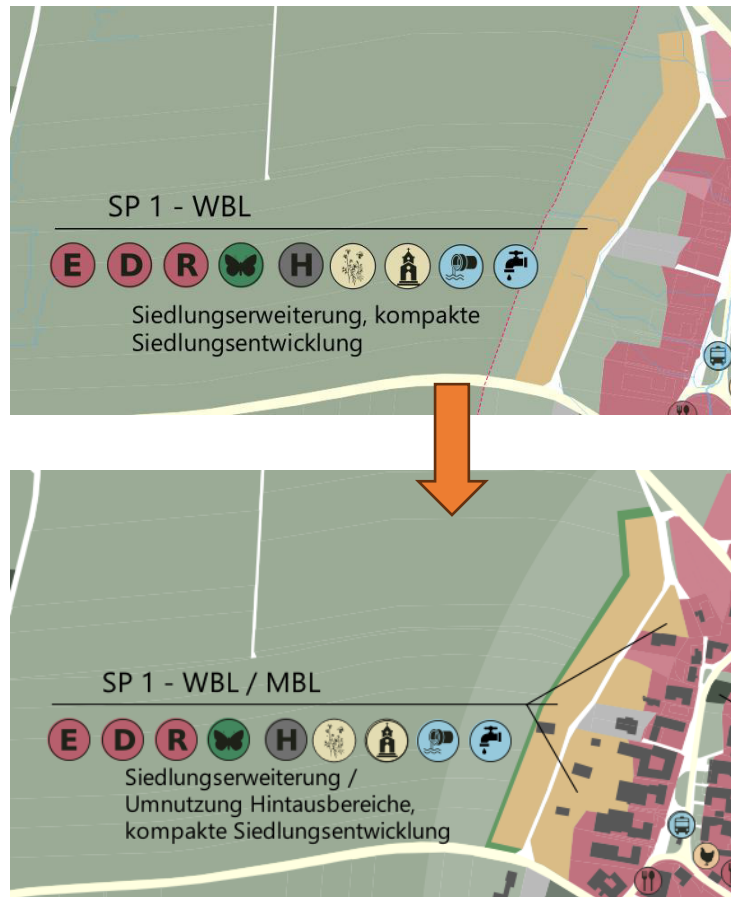 SP 1 - WBL
E D R H
Siedlungserweiterung, kompakte
Siedlungsentwicklung
SP 1 - WBL / MBL
E D R H
Siedlungserweiterung /
Umnutzung Hintausbereiche,
kompakte Siedlungsentwicklung